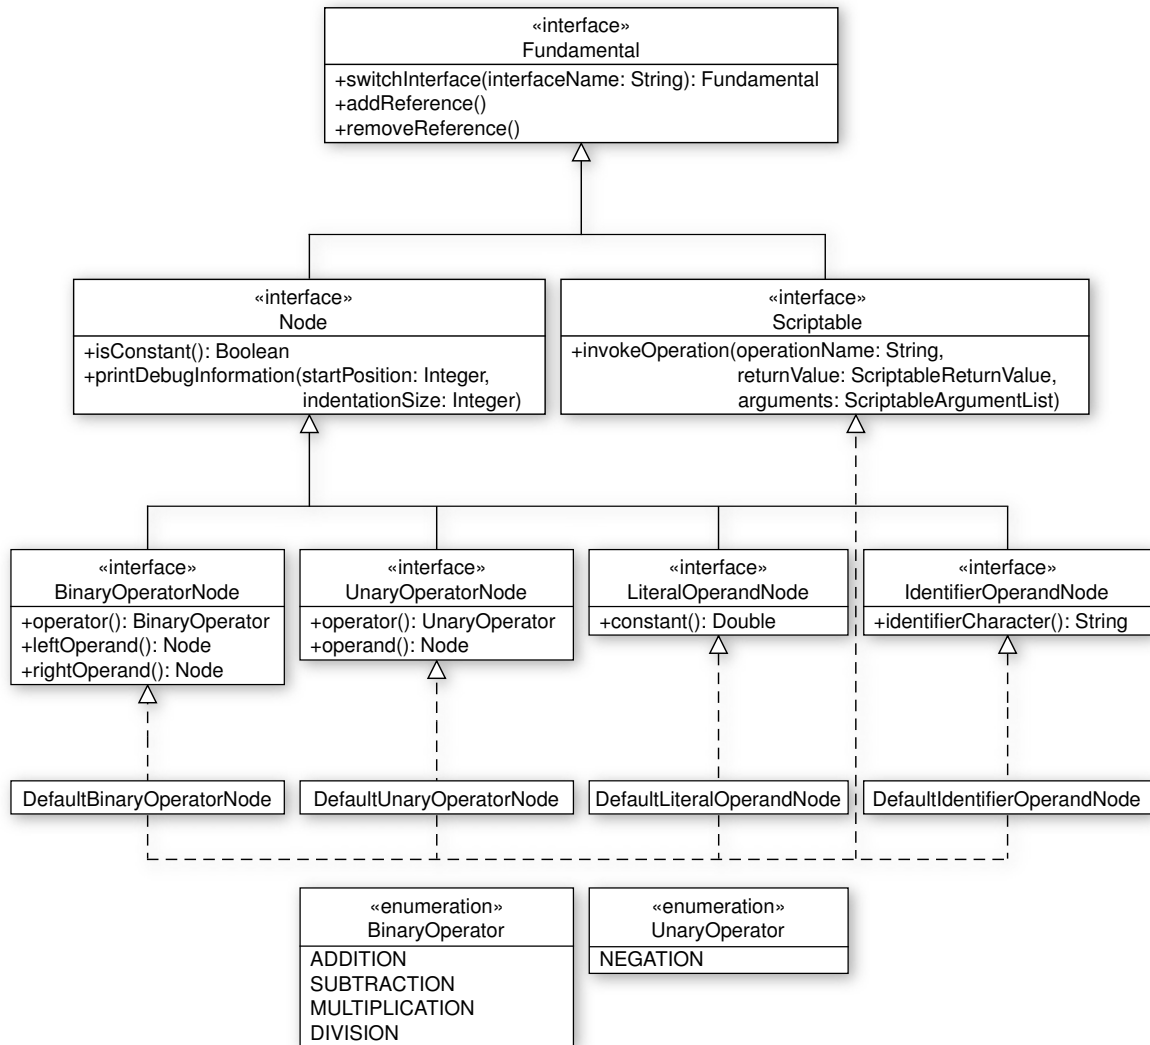 «interface»
Fundamental
+switchInterface(interfaceName: String): Fundamental
+addReference()
+removeReference()
«interface»
Node
+isConstant(): Boolean
+printDebugInformation(startPosition: Integer,
indentationSize: Integer)
«interface»
Scriptable
+invokeOperation(operationName: String,
returnValue: ScriptableReturnValue,
arguments: ScriptableArgumentList)
«interface»
BinaryOperatorNode
+operator(): BinaryOperator
+leftOperand(): Node
+rightOperand(): Node
«interface»
UnaryOperatorNode
+operator(): UnaryOperator
+operand(): Node
«interface»
LiteralOperandNode
+constant(): Double
«interface»
IdentifierOperandNode
+identifierCharacter(): String
DefaultBinaryOperatorNode
DefaultUnaryOperatorNode
DefaultLiteralOperandNode
DefaultIdentifierOperandNode
«enumeration»
BinaryOperator
ADDITION
SUBTRACTION
MULTIPLICATION
DIVISION
«enumeration»
UnaryOperator
NEGATION